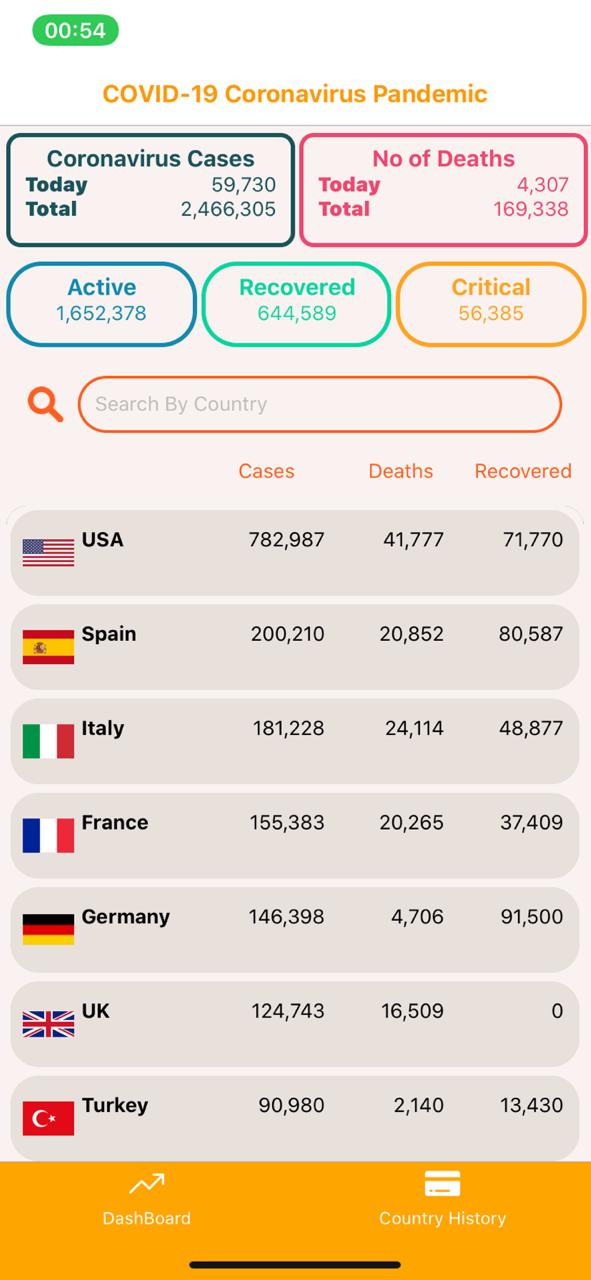 00:54
COVID-19 Coronavirus Pandemic
Coronavirus Cases
Today 59,730
Total 2,466,305
No of Deaths
Today 4,307
Total 169,338
Active
1,652,378
Recovered
644,589
Critical
56,385
Search By Country
Cases Deaths Recovered
USA 782,987 41,777 71,770
Spain 200,210 20,852 80,587
Italy 181,228 24,114 48,877
France 155,383 20,265 37,409
Germany 146,398 4,706 91,500
UK 124,743 16,509 0
Turkey 90,980 2,140 13,430
DashBoard
Country History